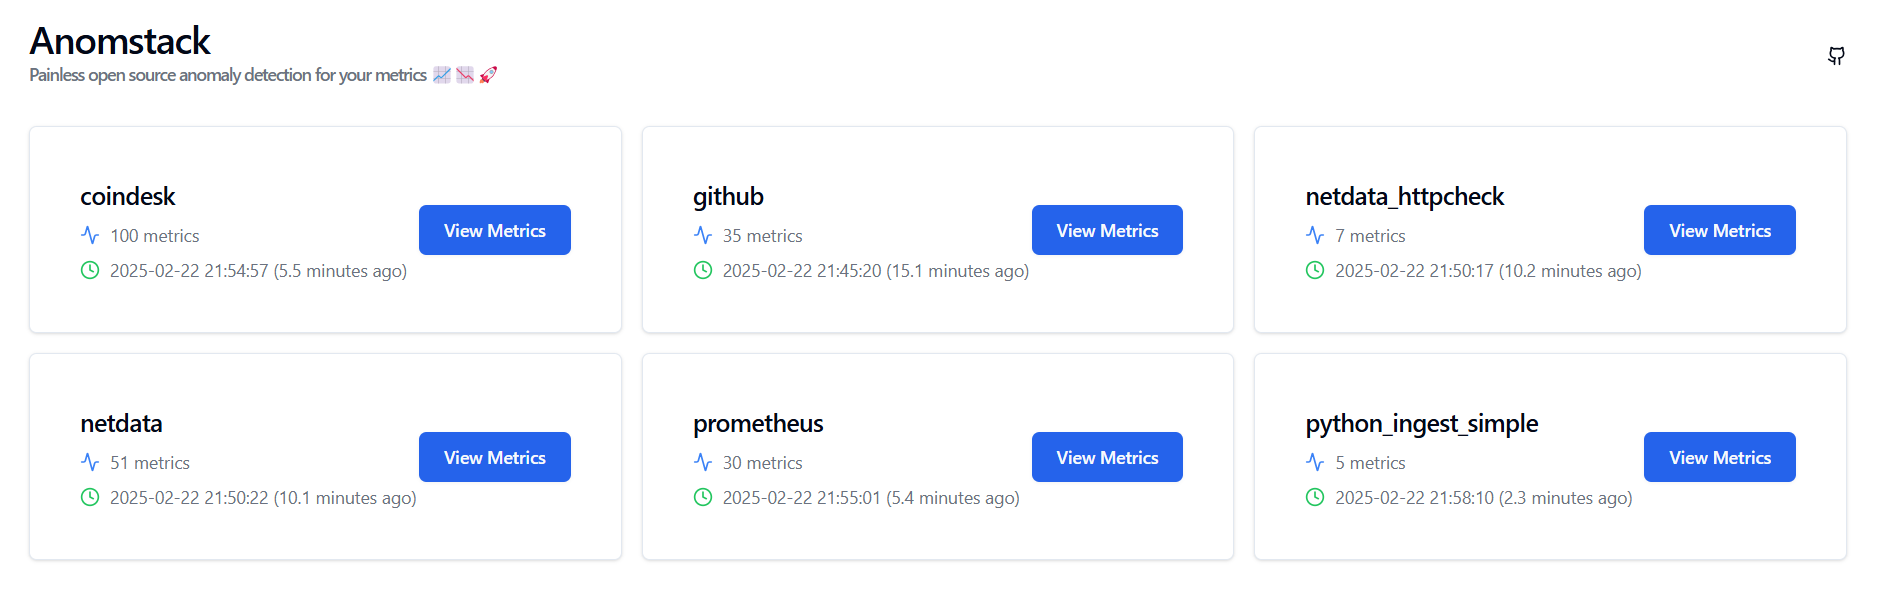 Anomstack
Painless open source anomaly detection for your metrics 📈 📉 🚀
coindesk
100 metrics
2025-02-22 21:54:57 (5.5 minutes ago)
View Metrics
github
35 metrics
2025-02-22 21:45:20 (15.1 minutes ago)
View Metrics
netdata_httpcheck
7 metrics
2025-02-22 21:50:17 (10.2 minutes ago)
View Metrics
netdata
51 metrics
2025-02-22 21:50:22 (10.1 minutes ago)
View Metrics
prometheus
30 metrics
2025-02-22 21:55:01 (5.4 minutes ago)
View Metrics
python_ingest_simple
5 metrics
2025-02-22 21:58:10 (2.3 minutes ago)
View Metrics